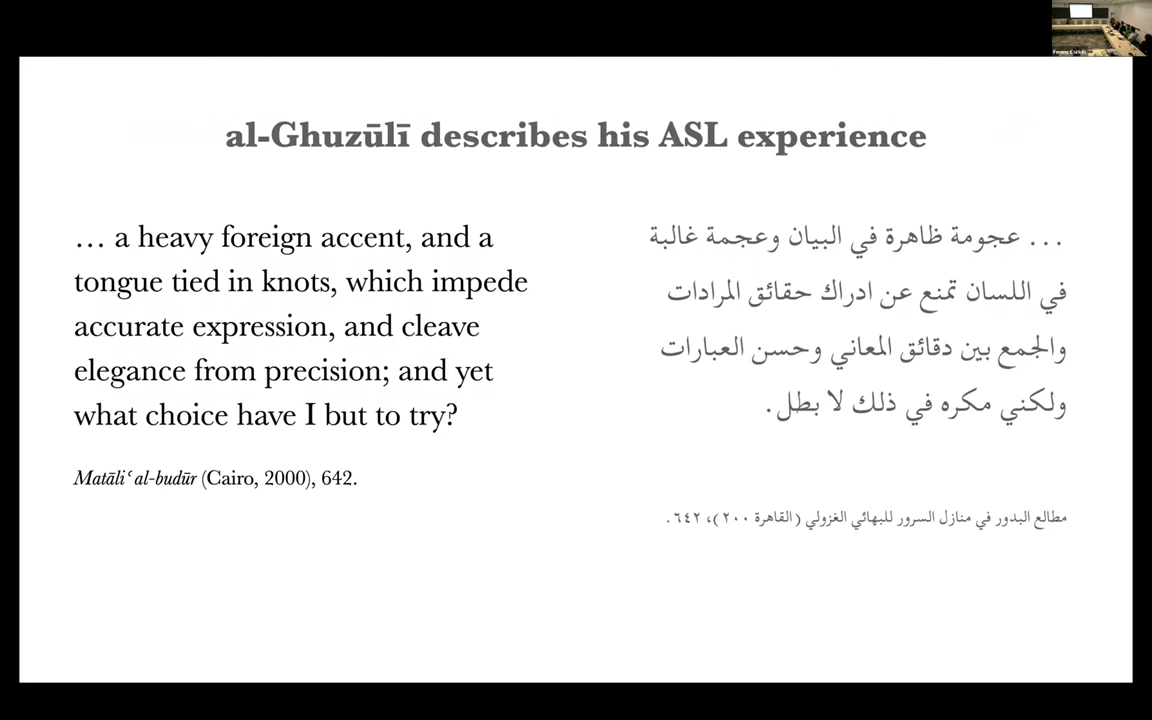 al-Ghuzūlī describes his ASL experience
… a heavy foreign accent, and a
tongue tied in knots, which impede
accurate expression, and cleave
elegance from precision; and yet
what choice have I but to try?
Matāliʿ al-budūr (Cairo, 2000), 642.
... عجومة ظاهرة في البيان وعجمة غالبة
في اللسان تمنع عن ادراك حقائق المرادات
والجمع بين دقائق المعاني وحسن العبارات
ولكني مكره في ذلك لا بطل.
مطالع البدور في منازل السرور للبهائي الغزولي (القاهرة ٢٠٠)، ٦٤٢.